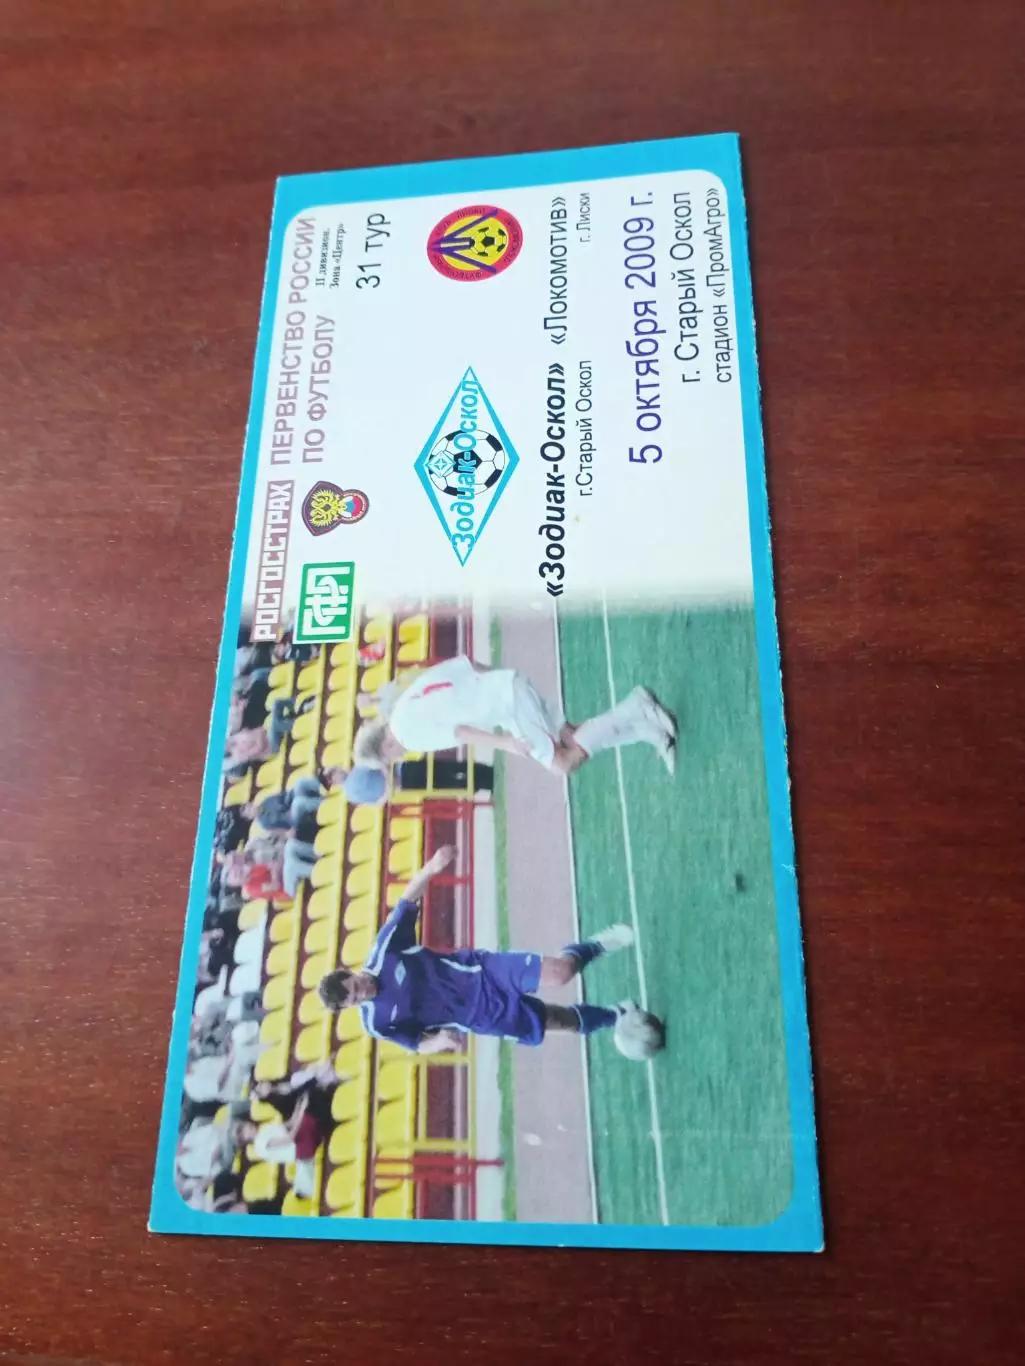 РОСГОССТРАХ ПЕРВЕНСТВО РОССИИ
ПО ФУТБОЛУ
II дивизион.
Зона «Центр»
31 тур
Зодиак-Оскол
«Зодиак-Оскол» «Локомотив»
г.Старый Оскол г. Лиски
5 октября 2009 г.
г. Старый Оскол
стадион «ПромАгро»